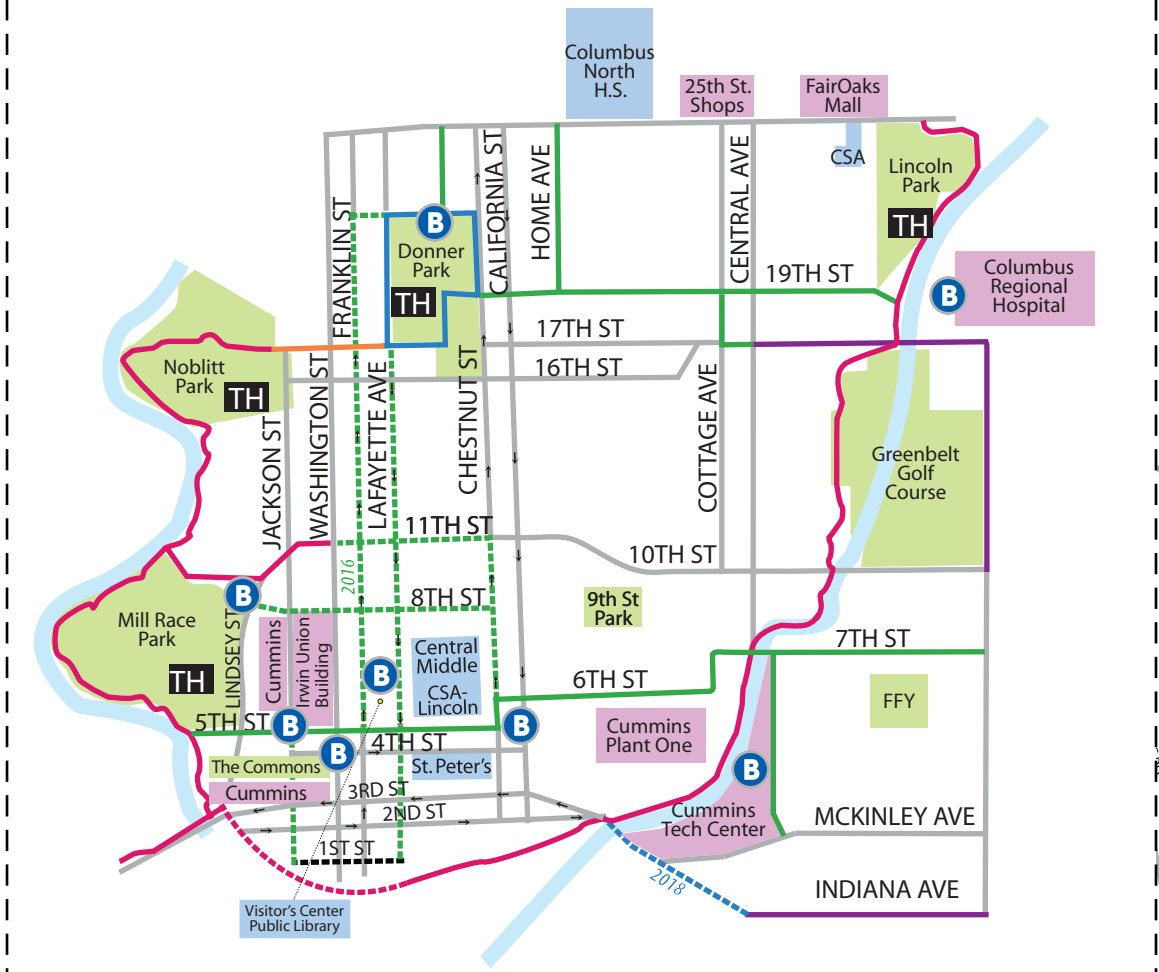 Columbus
North
H.S.
25th St.
Shops
FairOaks
Mall
CSA
Lincoln
Park
TH
CALIFORNIA ST
HOME AVE
CENTRAL AVE
FRANKLIN ST
B
Donner
Park
TH
19TH ST
B
Columbus
Regional
Hospital
17TH ST
16TH ST
Noblitt
Park
TH
JACKSON ST
WASHINGTON ST
LAFAYETTE AVE
CHESTNUT ST
COTTAGE AVE
Greenbelt
Golf
Course
11TH ST
10TH ST
2016
8TH ST
9th St
Park
B
Mill Race
Park
TH
LINDSEY ST
Cummins
Irwin Union
Building
Central
Middle
CSA-
Lincoln
B
7TH ST
6TH ST
FFY
5TH ST
B
B
4TH ST
B
St. Peter's
Cummins
Plant One
B
The Commons
Cummins
3RD ST
2ND ST
1ST ST
Cummins
Tech Center
MCKINLEY AVE
2018
INDIANA AVE
Visitor's Center
Public Library